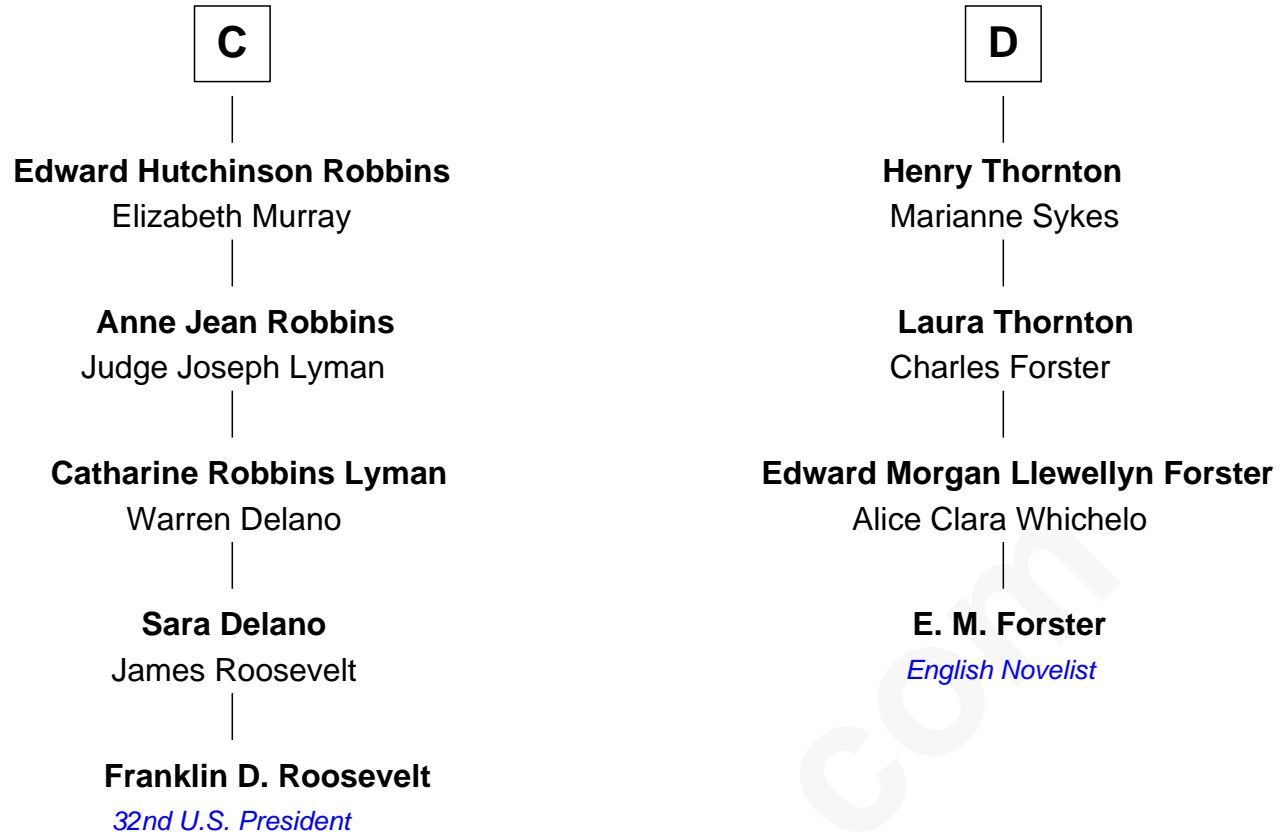 C
Edward Hutchinson Robbins
Elizabeth Murray
Anne Jean Robbins
Judge Joseph Lyman
Catharine Robbins Lyman
Warren Delano
Sara Delano
James Roosevelt
Franklin D. Roosevelt
32nd U.S. President
D
Henry Thornton
Marianne Sykes
Laura Thornton
Charles Forster
Edward Morgan Llewellyn Forster
Alice Clara Whichelo
E. M. Forster
English Novelist
com